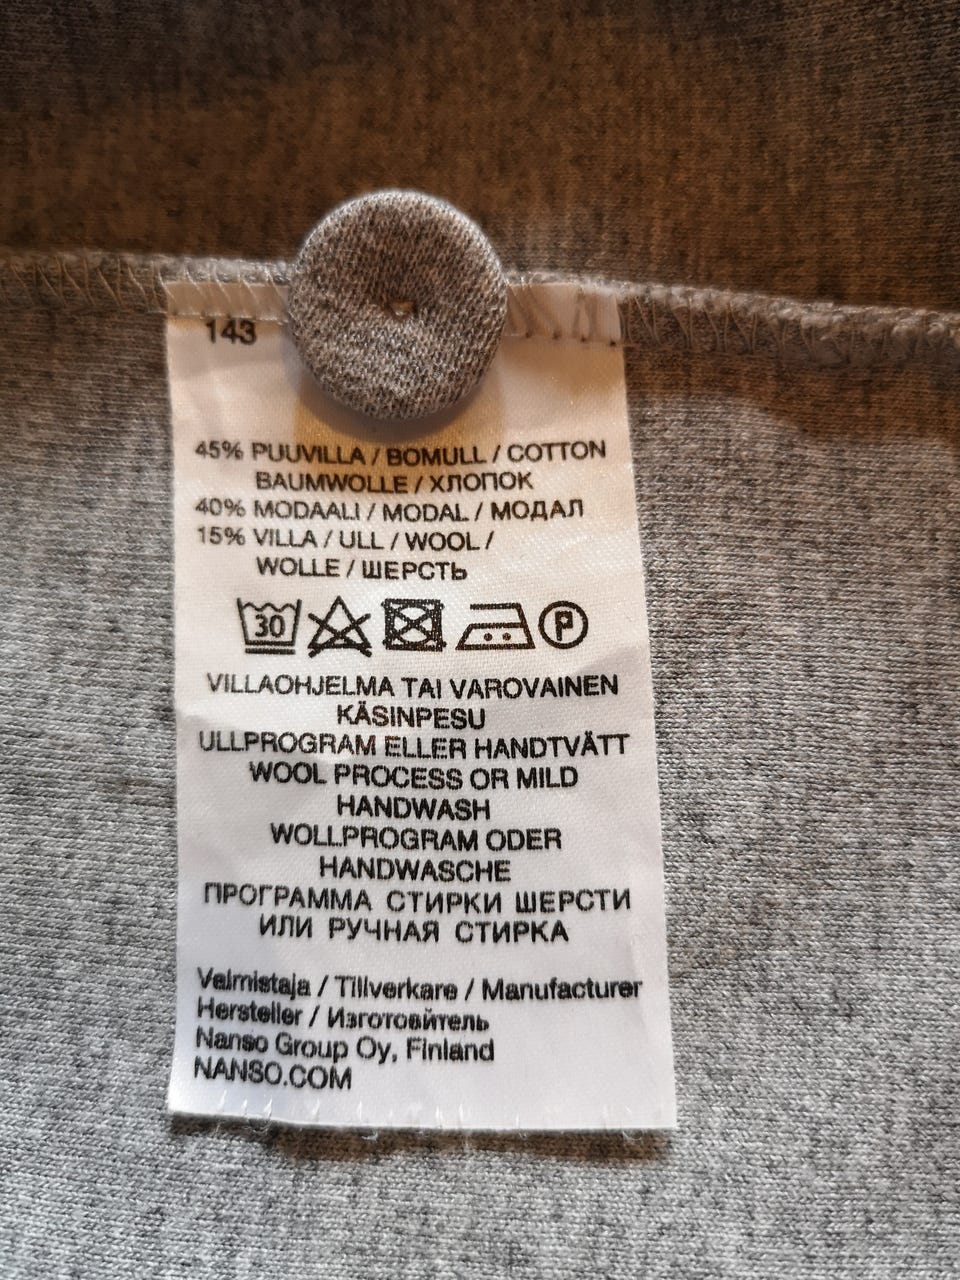 143
45% PUUVILLA / BOMULL / COTTON
BAUMWOLLE / ХЛОПОК
40% MODAALI / MODAL / МОДАЛ
15% VILLA / ULL / WOOL /
WOLLE / ШЕРСТЬ
30 P
VILLAOHJELMA TAI VAROVAINEN
KÄSINPESU
ULLPROGRAM ELLER HANDTVÄTT
WOOL PROCESS OR MILD
HANDWASH
WOLLPROGRAM ODER
HANDWASCHE
ПРОГРАММА СТИРКИ ШЕРСТИ
ИЛИ РУЧНАЯ СТИРКА
Valmistaja / Tillverkare / Manufacturer
Hersteller / Изготовйтель
Nanso Group Oy, Finland
NANSO.COM